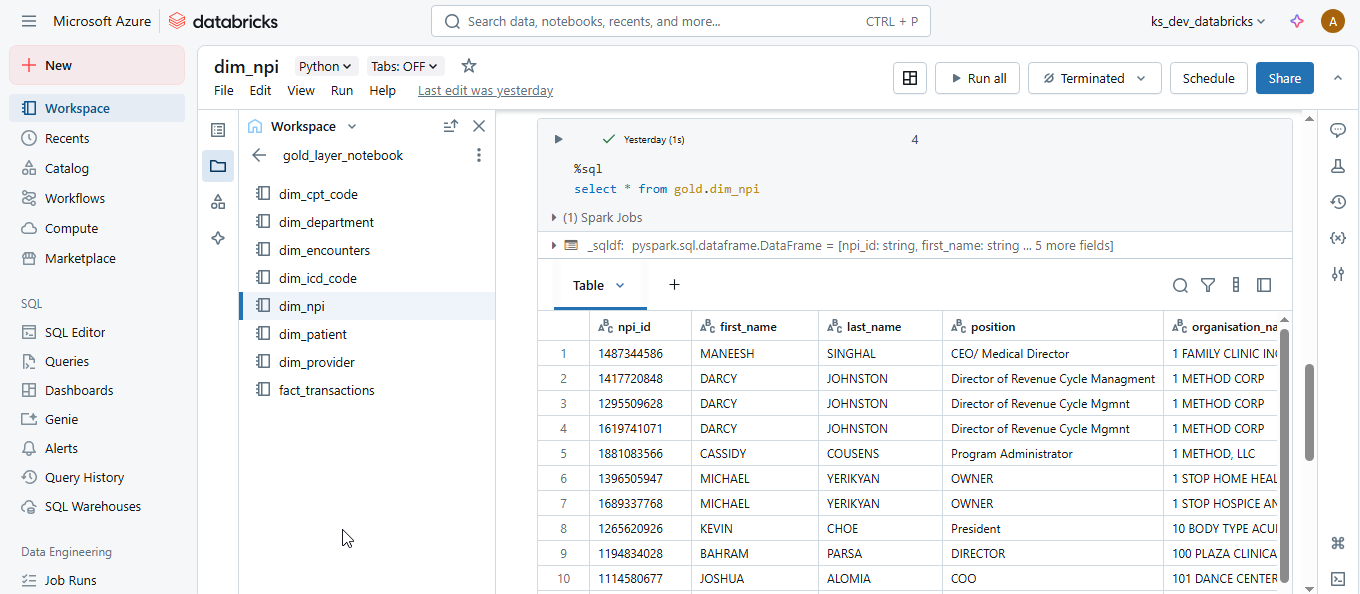 Microsoft Azure databricks
Search data, notebooks, recents, and more... CTRL + P
ks_dev_databricks
A
New
Workspace
Recents
Catalog
Workflows
Compute
Marketplace
SQL
SQL Editor
Queries
Dashboards
Genie
Alerts
Query History
SQL Warehouses
Data Engineering
Job Runs
dim_npi Python Tabs: OFF
File Edit View Run Help Last edit was yesterday
Run all Terminated Schedule Share
Workspace
gold_layer_notebook
dim_cpt_code
dim_department
dim_encounters
dim_icd_code
dim_npi
dim_patient
dim_provider
fact_transactions
Yesterday (1s) 4
%sql
select * from gold.dim_npi
(1) Spark Jobs
_sqldf: pyspark.sql.dataframe.DataFrame = [npi_id: string, first_name: string ... 5 more fields]
Table +
npi_id first_name last_name position organisation_na
1 1487344586 MANEESH SINGHAL CEO/ Medical Director 1 FAMILY CLINIC INC
2 1417720848 DARCY JOHNSTON Director of Revenue Cycle Managment 1 METHOD CORP
3 1295509628 DARCY JOHNSTON Director of Revenue Cycle Mgmnt 1 METHOD CORP
4 1619741071 DARCY JOHNSTON Director of Revenue Cycle Mgmnt 1 METHOD CORP
5 1881083566 CASSIDY COUSENS Program Administrator 1 METHOD, LLC
6 1396505947 MICHAEL YERIKYAN OWNER 1 STOP HOME HEAL
7 1689337768 MICHAEL YERIKYAN OWNER 1 STOP HOSPICE AN
8 1265620926 KEVIN CHOE President 10 BODY TYPE ACU
9 1194834028 BAHRAM PARSA DIRECTOR 100 PLAZA CLINICA
10 1114580677 JOSHUA ALOMIA COO 101 DANCE CENTER